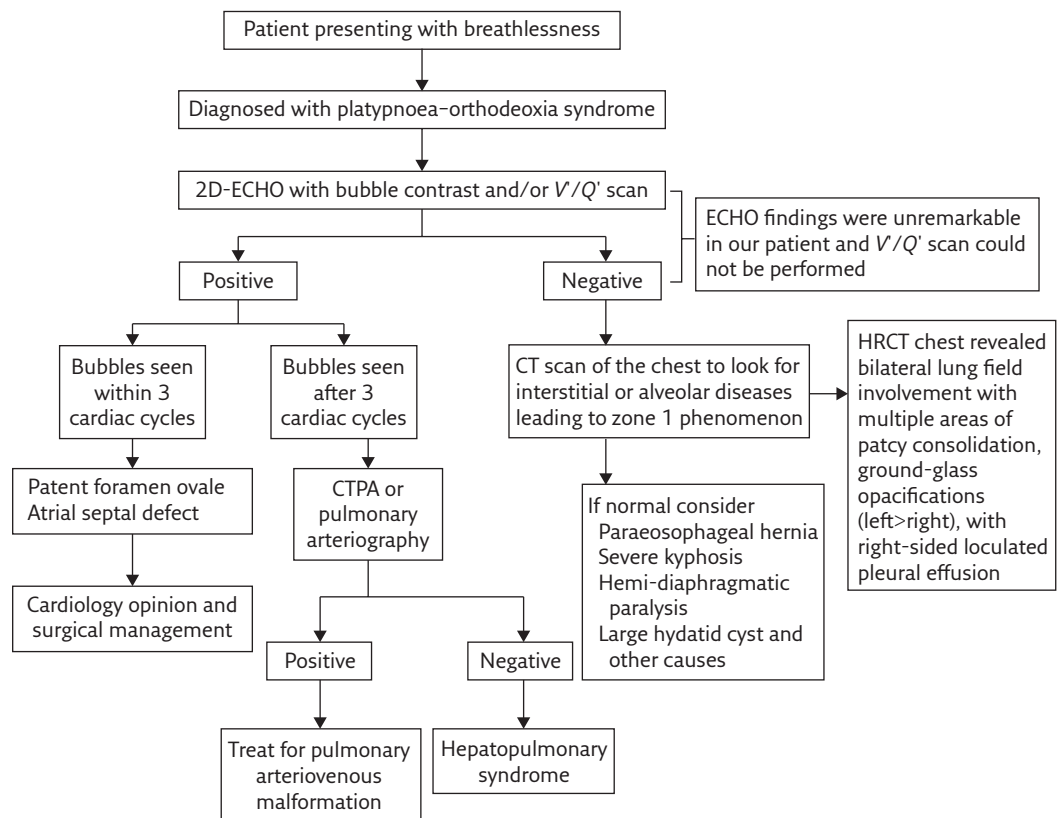 Patient presenting with breathlessness
Diagnosed with platypnoea–orthodeoxia syndrome
2D-ECHO with bubble contrast and/or V'/Q' scan
ECHO findings were unremarkable
in our patient and V'/Q' scan could
not be performed
Positive
Negative
Bubbles seen
within 3
cardiac cycles
Bubbles seen
after 3
cardiac cycles
CT scan of the chest to look for
interstitial or alveolar diseases
leading to zone 1 phenomenon
HRCT chest revealed
bilateral lung field
involvement with
multiple areas of
patcy consolidation,
ground-glass
opacifications
(left>right), with
right-sided loculated
pleural effusion
Patent foramen ovale
Atrial septal defect
CTPA or
pulmonary
arteriography
If normal consider
Paraeosophageal hernia
Severe kyphosis
Hemi-diaphragmatic
paralysis
Large hydatid cyst and
other causes
Cardiology opinion and
surgical management
Positive
Negative
Treat for pulmonary
arteriovenous
malformation
Hepatopulmonary
syndrome